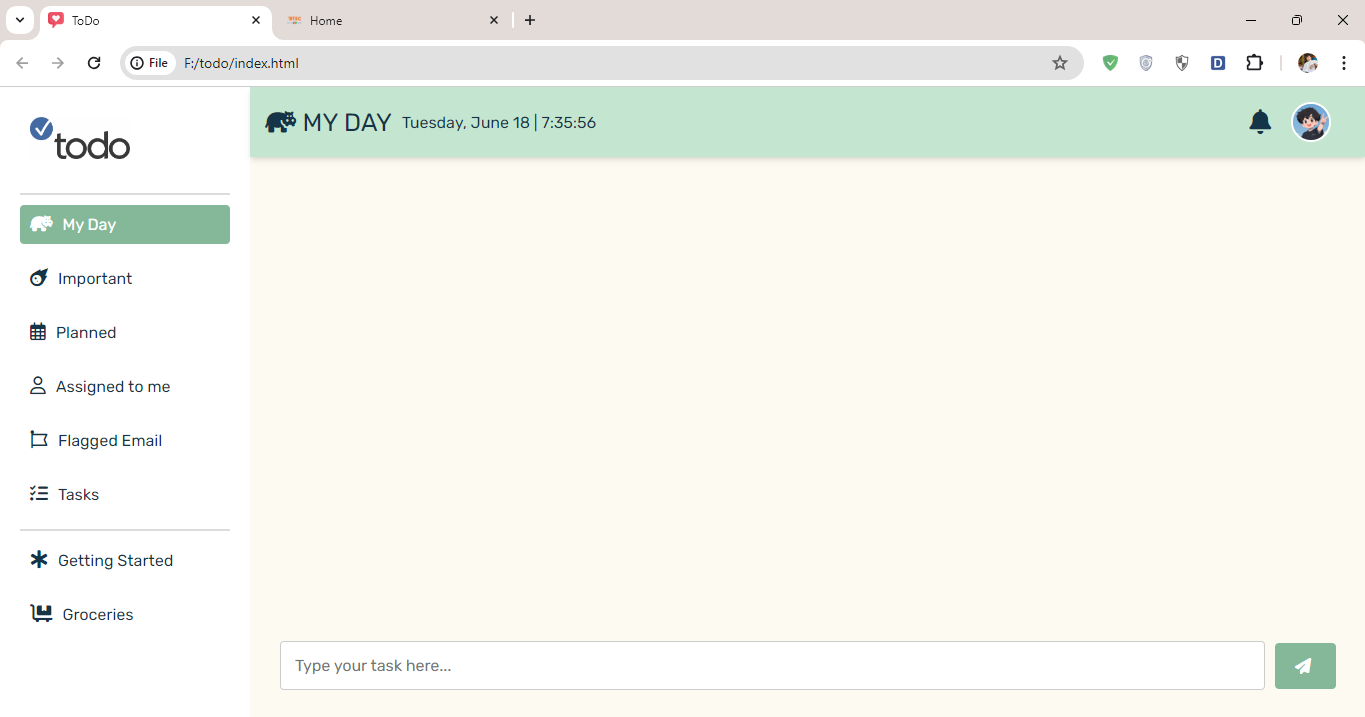 ToDo
Home
File
F:/todo/index.html
D
todo
MY DAY Tuesday, June 18 | 7:35:56
My Day
Important
Planned
Assigned to me
Flagged Email
Tasks
Getting Started
Groceries
Type your task here...